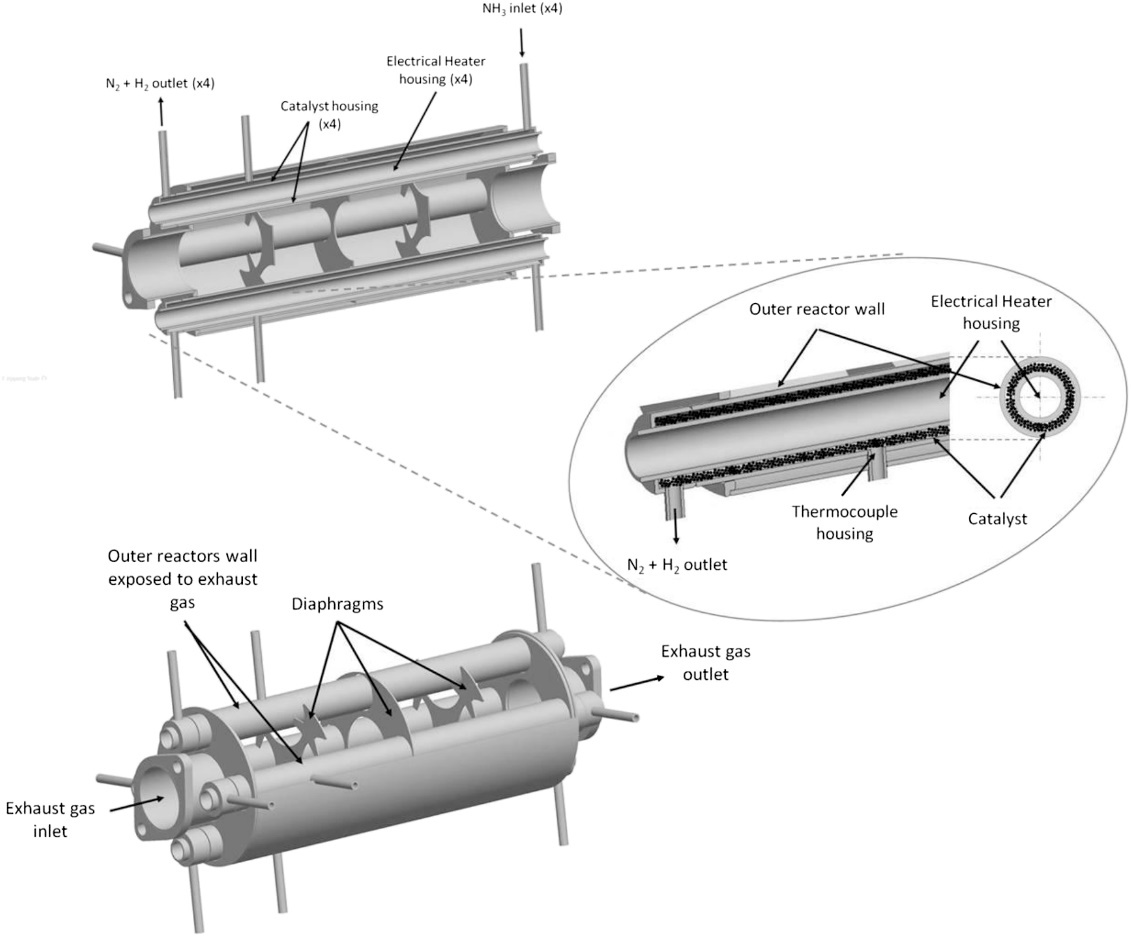 NH₃ inlet (x4)
Electrical Heater
housing (x4)
N₂ + H₂ outlet (x4)
Catalyst housing
(x4)
Outer reactor wall
Electrical Heater
housing
Thermocouple
housing
Catalyst
N₂ + H₂ outlet
Outer reactors wall
exposed to exhaust
gas
Diaphragms
Exhaust gas
outlet
Exhaust gas
inlet